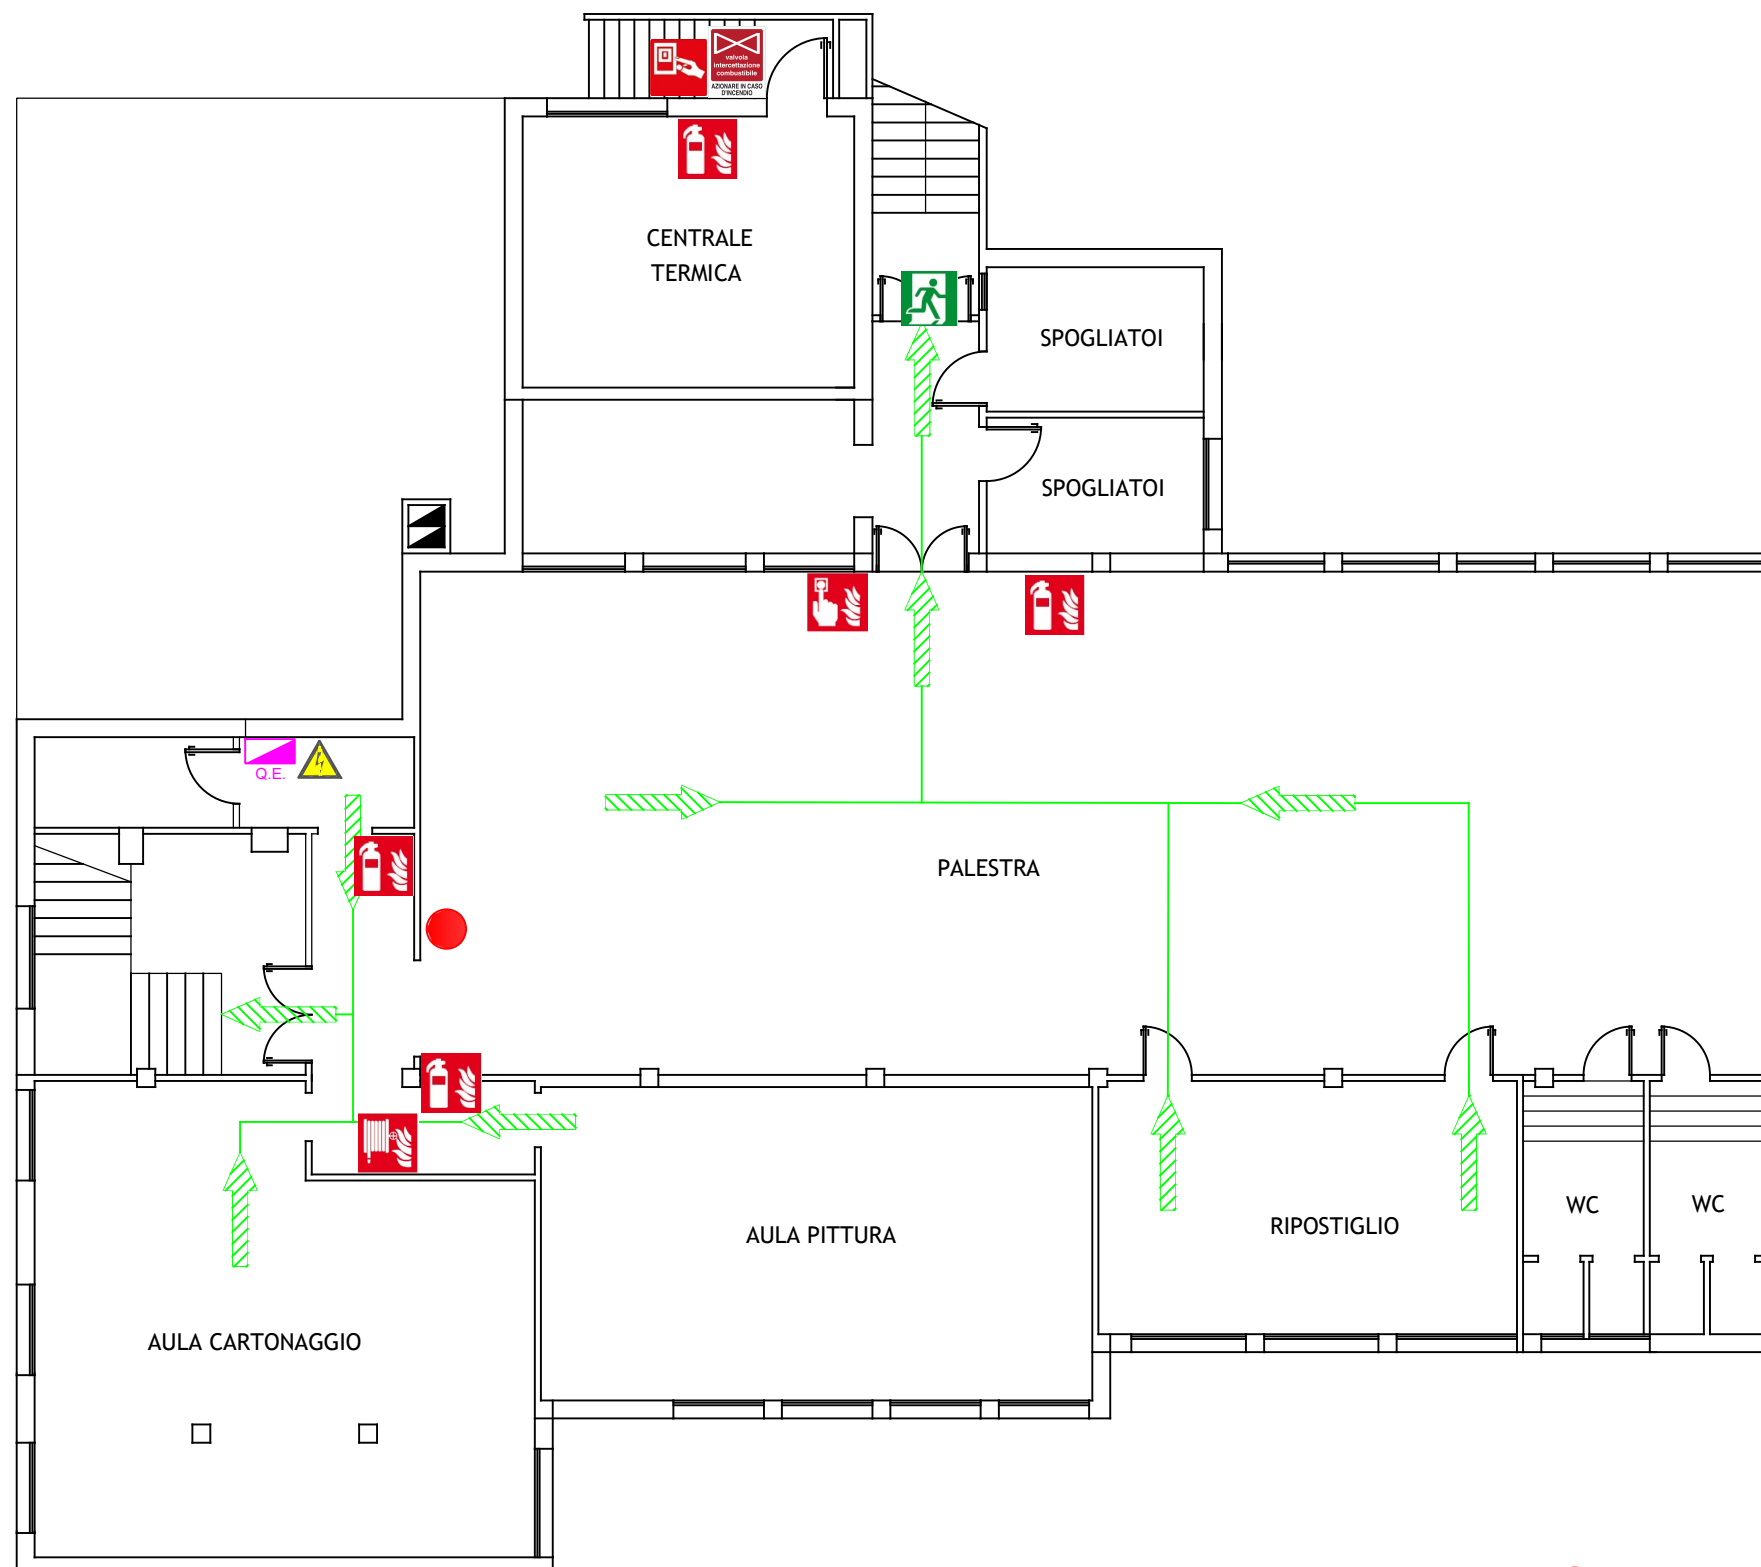 valvola
intercettazione
combustibile
AZIONARE IN CASO
D'INCENDIO
CENTRALE
TERMICA
SPOGLIATOI
SPOGLIATOI
Q.E.
PALESTRA
WC
WC
RIPOSTIGLIO
AULA PITTURA
AULA CARTONAGGIO